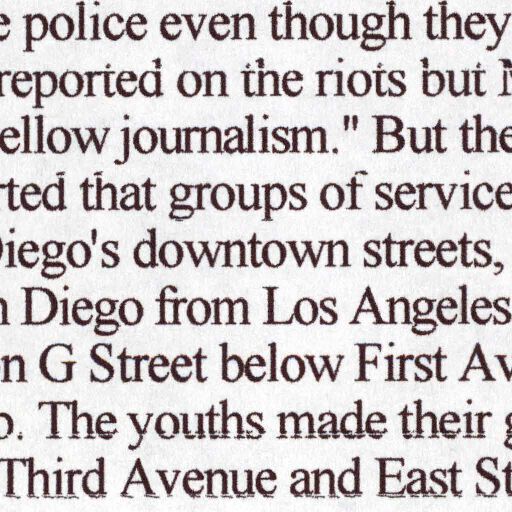 e police even though they
reported on the riots but
ellow journalism." But the
rted that groups of service
Diego's downtown streets,
n Diego from Los Angeles
on G Street below First Av
o. The youths made their g
Third Avenue and East St